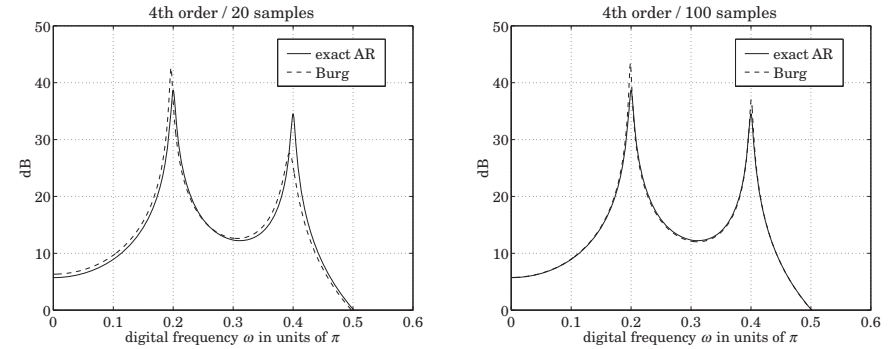 4th order / 20 samples
50
40
30
20
10
0
dB
exact AR
Burg
0 0.1 0.2 0.3 0.4 0.5 0.6
digital frequency ω in units of π
4th order / 100 samples
50
40
30
20
10
0
dB
exact AR
Burg
0 0.1 0.2 0.3 0.4 0.5 0.6
digital frequency ω in units of π